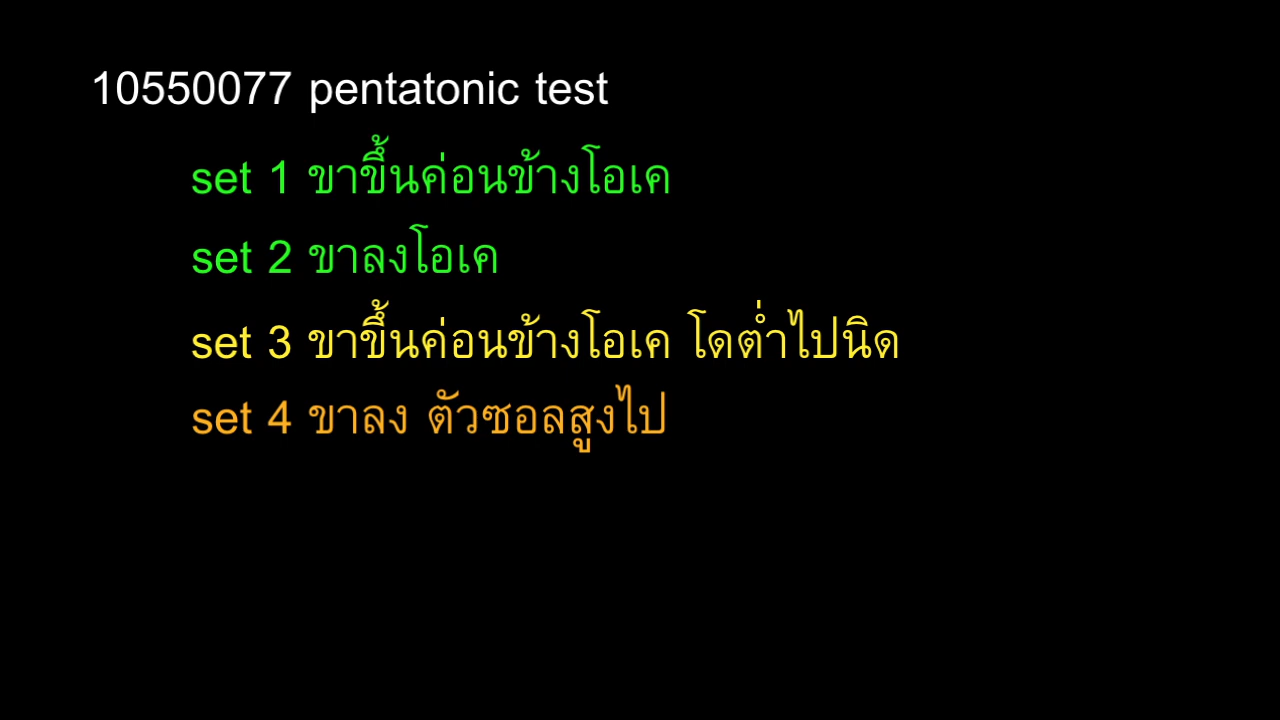 10550077 pentatonic test
set 1 ขาขึ้นค่อนข้างโอเค
set 2 ขาลงโอเค
set 3 ขาขึ้นค่อนข้างโอเค โดต่ำไปนิด
set 4 ขาลง ตัวซอลสูงไป